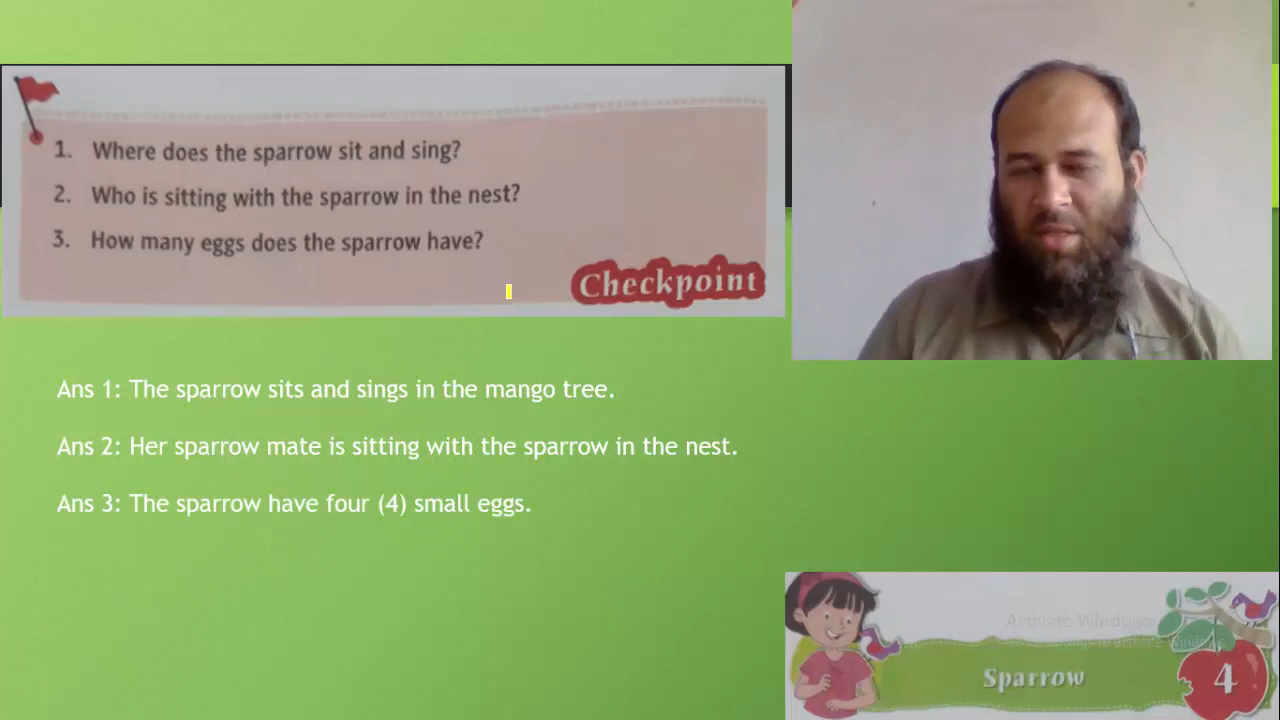 1. Where does the sparrow sit and sing?
2. Who is sitting with the sparrow in the nest?
3. How many eggs does the sparrow have?
Checkpoint
Ans 1: The sparrow sits and sings in the mango tree.
Ans 2: Her sparrow mate is sitting with the sparrow in the nest.
Ans 3: The sparrow have four (4) small eggs.
Activate Windows
to activate Windows.
Sparrow
4